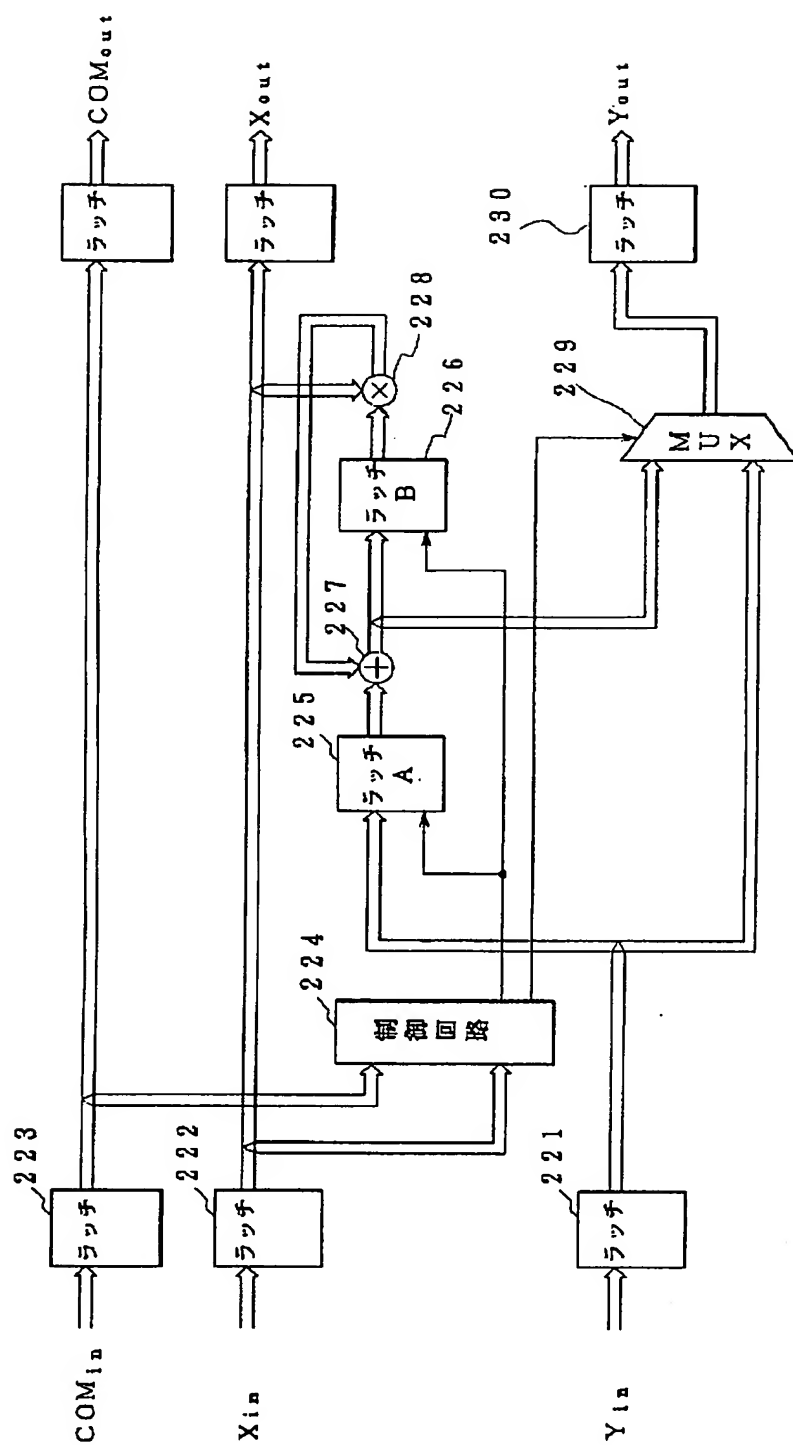 COMin
223
ラッチ
ラッチ
COMout
Xin
222
ラッチ
ラッチ
Xout
224
制御回路
225
ラッチ
A
227
+
226
ラッチ
B
228
×
Yin
221
ラッチ
229
MUX
230
ラッチ
Yout